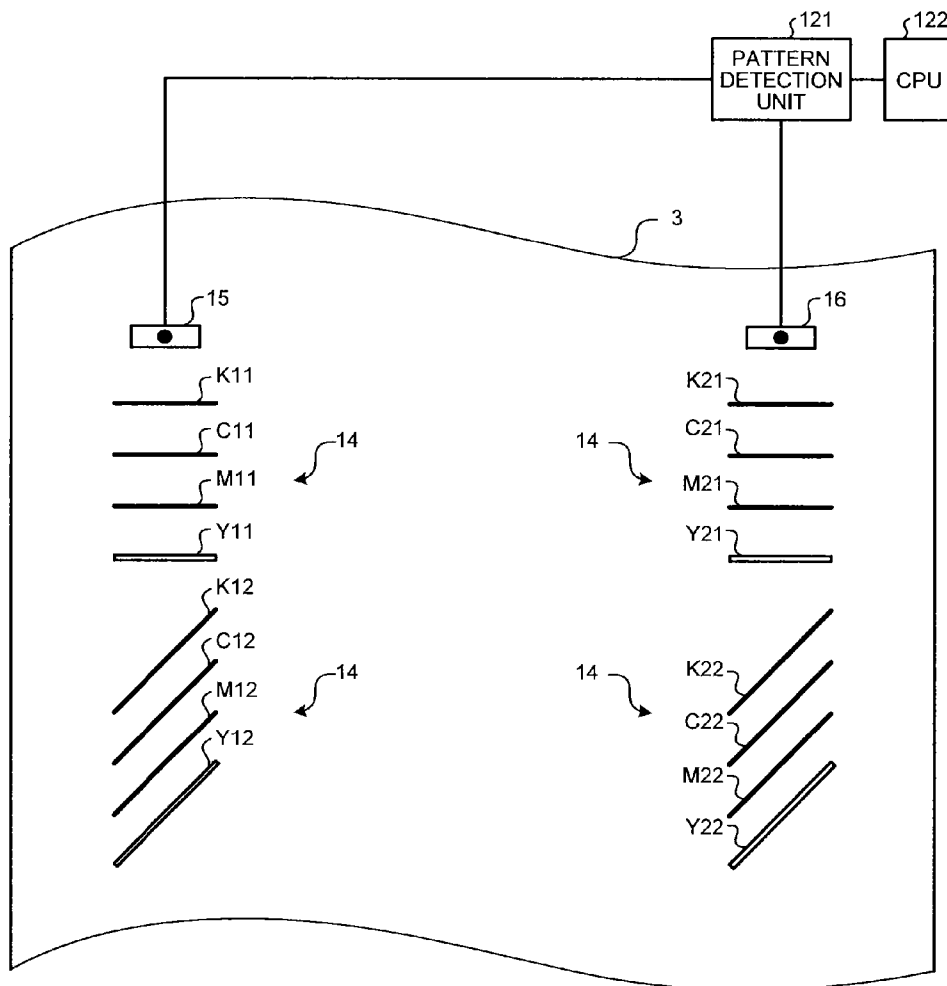 121
122
PATTERN
DETECTION
UNIT
CPU
3
15
16
K11
K21
C11
C21
14
14
M11
M21
Y11
Y21
K12
C12
K22
14
14
M12
C22
Y12
M22
Y22